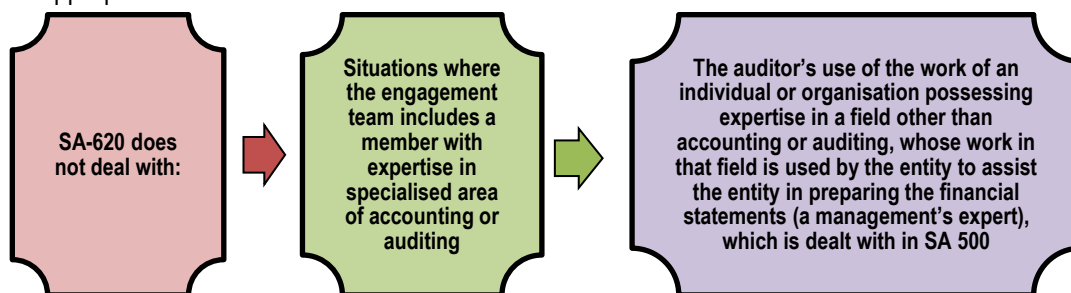 SA-620 does
not deal with:
Situations where
the engagement
team includes a
member with
expertise in
specialised area
of accounting or
auditing
The auditor's use of the work of an
individual or organisation possessing
expertise in a field other than
accounting or auditing, whose work in
that field is used by the entity to assist
the entity in preparing the financial
statements (a management's expert),
which is dealt with in SA 500